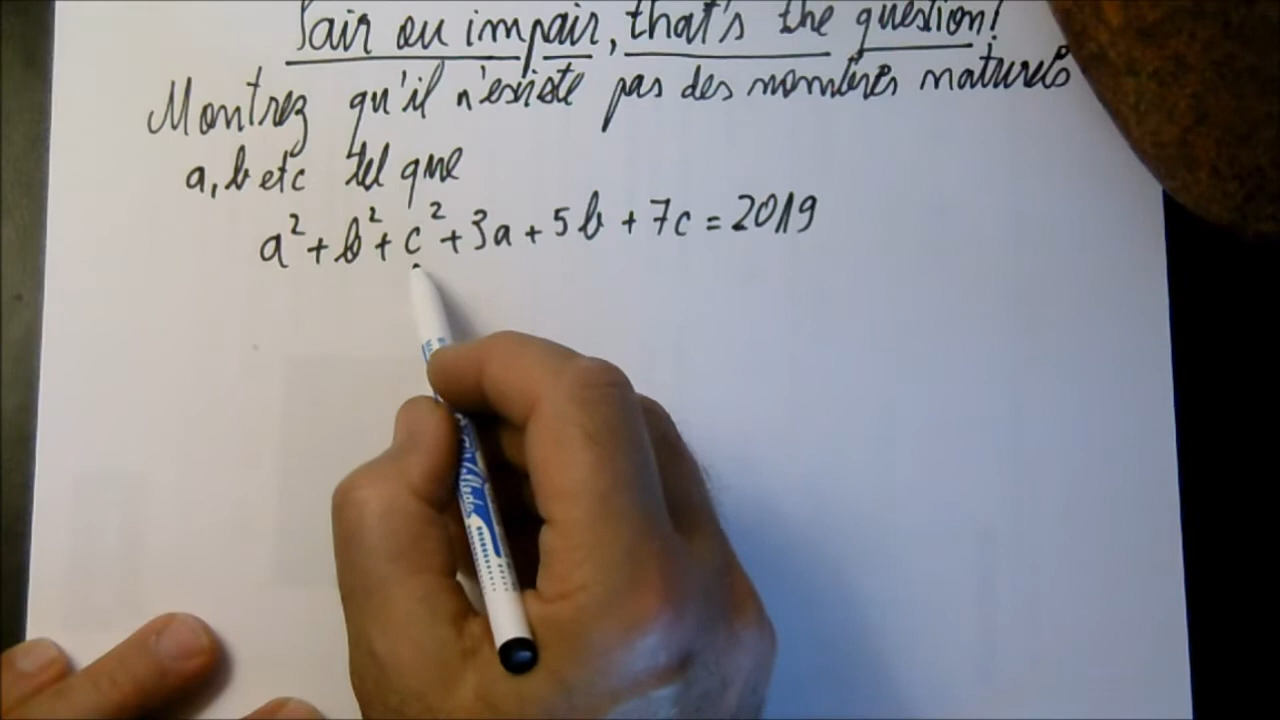 Pair ou impair, that's the question!
Montrez qu'il n'existe pas des nombres naturels
a, b et c tel que
a² + b² + c² + 3a + 5b + 7c = 2019